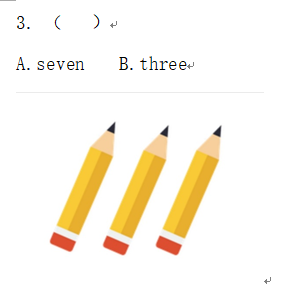 3. （　　）
A.seven　B.three